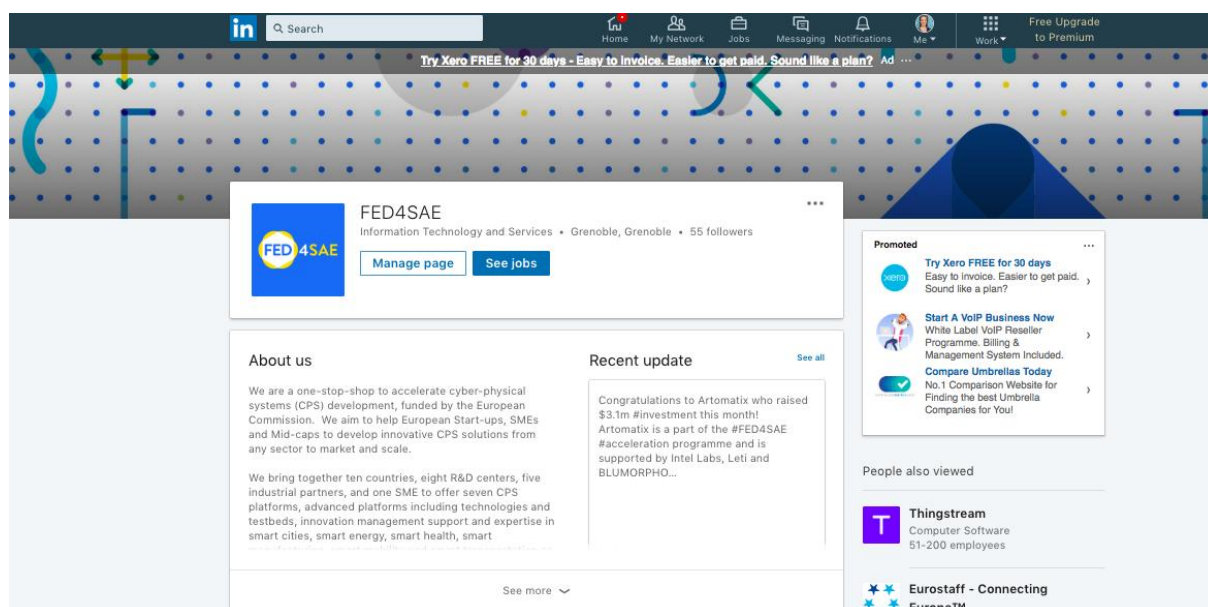 in
Search
Home
My Network
Jobs
Messaging
Notifications
Me
Work
Free Upgrade
to Premium
Try Xero FREE for 30 days - Easy to Invoice. Easier to get paid. Sound like a plan? Ad ...
FED4SAE
FED4SAE
Information Technology and Services • Grenoble, Grenoble • 55 followers
Manage page
See jobs
About us
We are a one-stop-shop to accelerate cyber-physical
systems (CPS) development, funded by the European
Commission. We aim to help European Start-ups, SMEs
and Mid-caps to develop innovative CPS solutions from
any sector to market and scale.
We bring together ten countries, eight R&D centers, five
industrial partners, and one SME to offer seven CPS
platforms, advanced platforms including technologies and
testbeds, innovation management support and expertise in
smart cities, smart energy, smart health, smart
See more
Recent update
See all
Congratulations to Artomatix who raised
$3.1m #investment this month!
Artomatix is a part of the #FED4SAE
#acceleration programme and is
supported by Intel Labs, Leti and
BLUMORPHO...
Promoted
...
xero
Try Xero FREE for 30 days
Easy to invoice. Easier to get paid.
Sound like a plan?
Start A VoIP Business Now
White Label VoIP Reseller
Programme. Billing &
Management System Included.
Compare Umbrellas Today
No.1 Comparison Website for
Finding the best Umbrella
Companies for You!
People also viewed
T
Thingstream
Computer Software
51-200 employees
Eurostaff - Connecting
Europe™